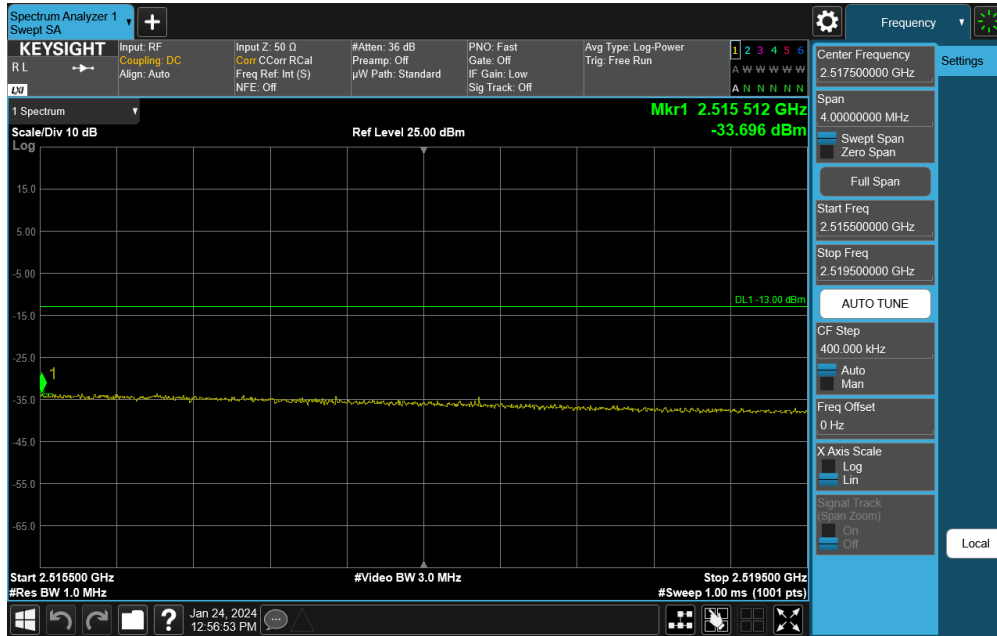 Spectrum Analyzer 1
Swept SA
Frequency
KEYSIGHT
R L
LXI
Input: RF
Coupling: DC
Align: Auto
Input Z: 50 Ω
Corr CCorr RCal
Freq Ref: Int (S)
NFE: Off
#Atten: 36 dB
Preamp: Off
µW Path: Standard
PNO: Fast
Gate: Off
IF Gain: Low
Sig Track: Off
Avg Type: Log-Power
Trig: Free Run
1 2 3 4 5 6
A W W W W W
A N N N N N
1 Spectrum
Scale/Div 10 dB
Log
Ref Level 25.00 dBm
Mkr1 2.515 512 GHz
-33.696 dBm
15.0
5.00
-5.00
-15.0
-25.0
-35.0
-45.0
-55.0
-65.0
DL1 -13.00 dBm
1
Start 2.515500 GHz
#Res BW 1.0 MHz
#Video BW 3.0 MHz
Stop 2.519500 GHz
#Sweep 1.00 ms (1001 pts)
Center Frequency
2.517500000 GHz
Span
4.00000000 MHz
Swept Span
Zero Span
Full Span
Start Freq
2.515500000 GHz
Stop Freq
2.519500000 GHz
AUTO TUNE
CF Step
400.000 kHz
Auto
Man
Freq Offset
0 Hz
X Axis Scale
Log
Lin
Signal Track
(Span Zoom)
On
Off
Settings
Local
?
Jan 24, 2024
12:56:53 PM